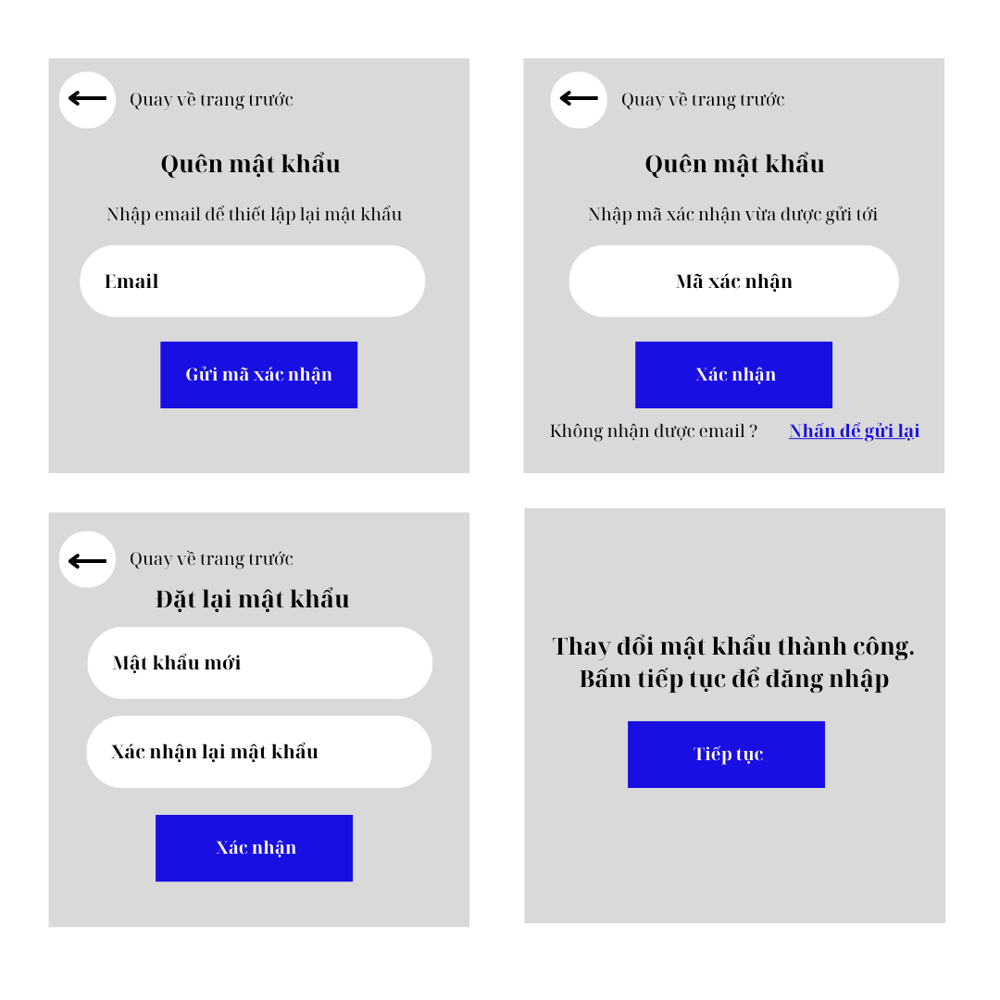 Quay về trang trước
Quên mật khẩu
Nhập email để thiết lập lại mật khẩu
Email
Gửi mã xác nhận
Quay về trang trước
Quên mật khẩu
Nhập mã xác nhận vừa được gửi tới
Mã xác nhận
Xác nhận
Không nhận được email ? Nhấn để gửi lại
Quay về trang trước
Đặt lại mật khẩu
Mật khẩu mới
Xác nhận lại mật khẩu
Xác nhận
Thay đổi mật khẩu thành công.
Bấm tiếp tục để đăng nhập
Tiếp tục